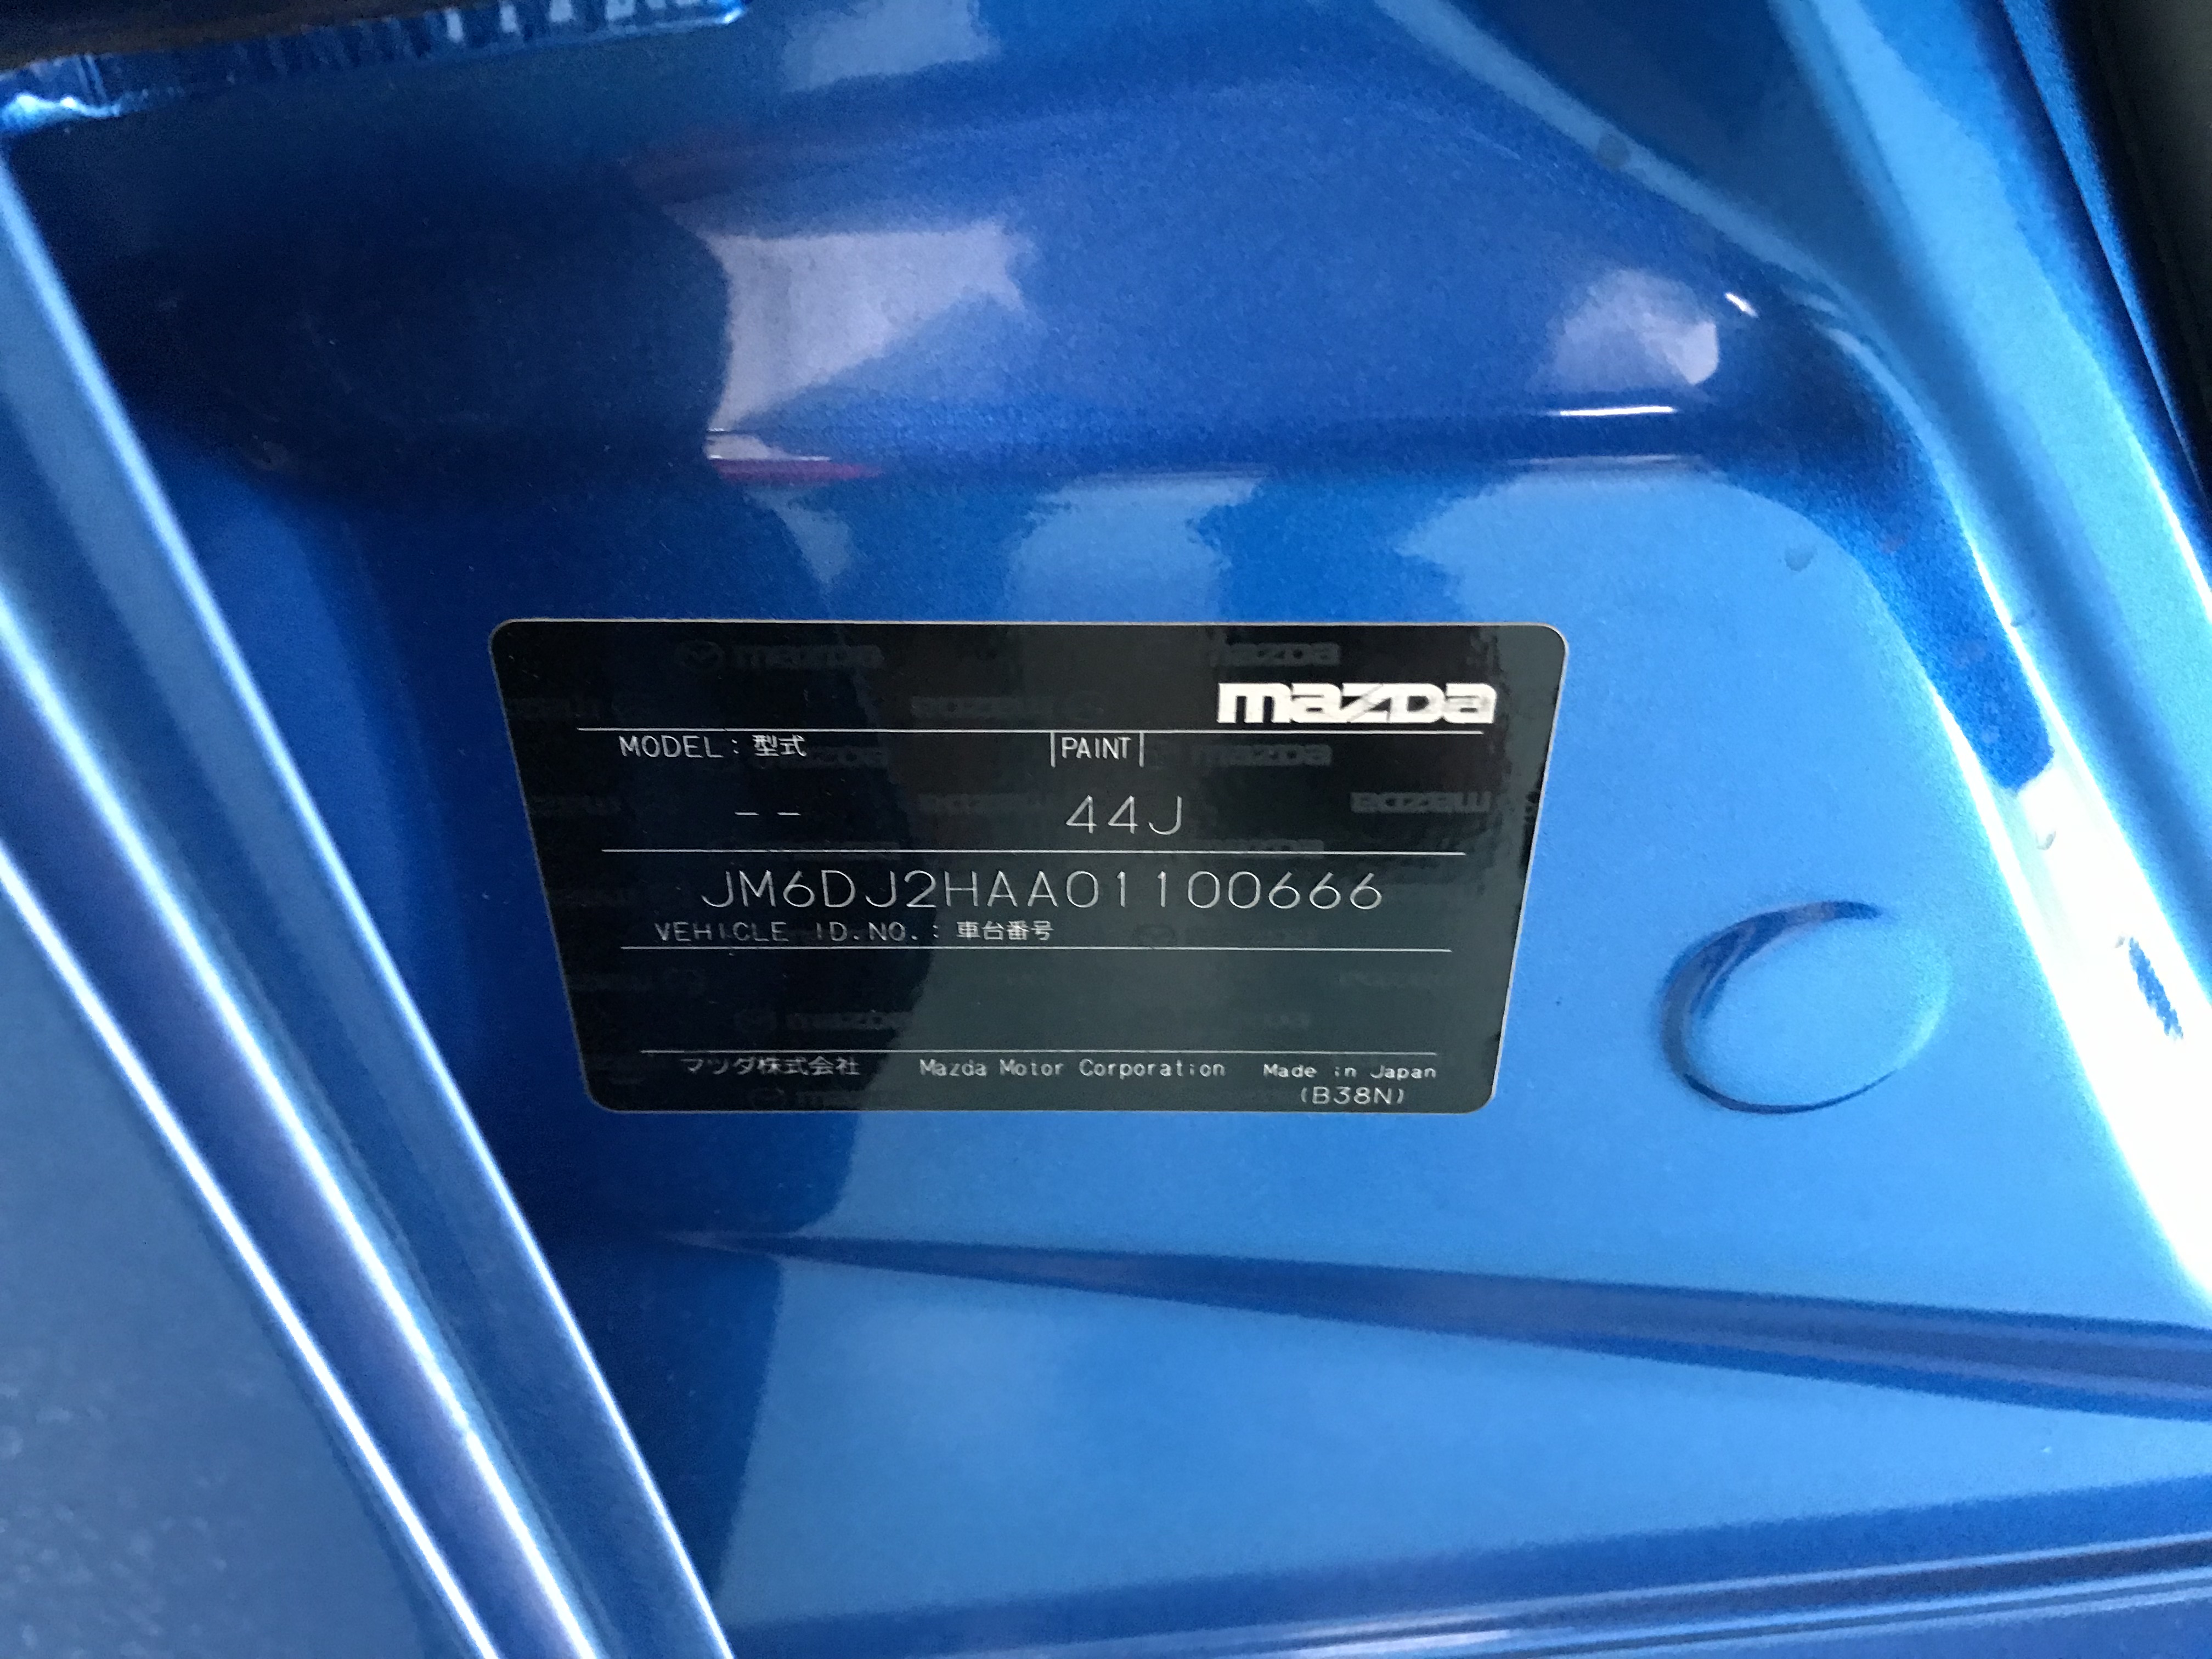 mazda
MODEL: 型式 PAINT
-- 44J
JM6DJ2HAA01100666
VEHICLE ID.NO.: 車台番号
マツダ株式会社 Mazda Motor Corporation Made in Japan
(B38N)